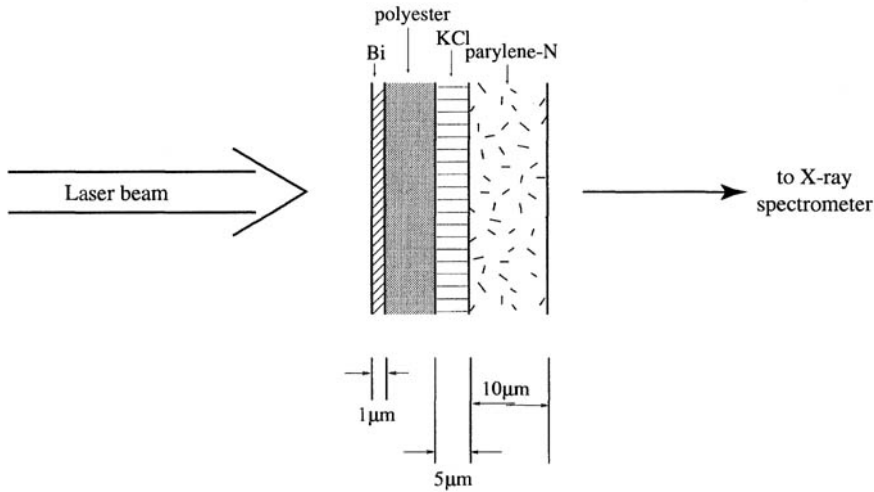 polyester
Bi
KCl
parylene-N
Laser beam
to X-ray
spectrometer
1μm
10μm
5μm